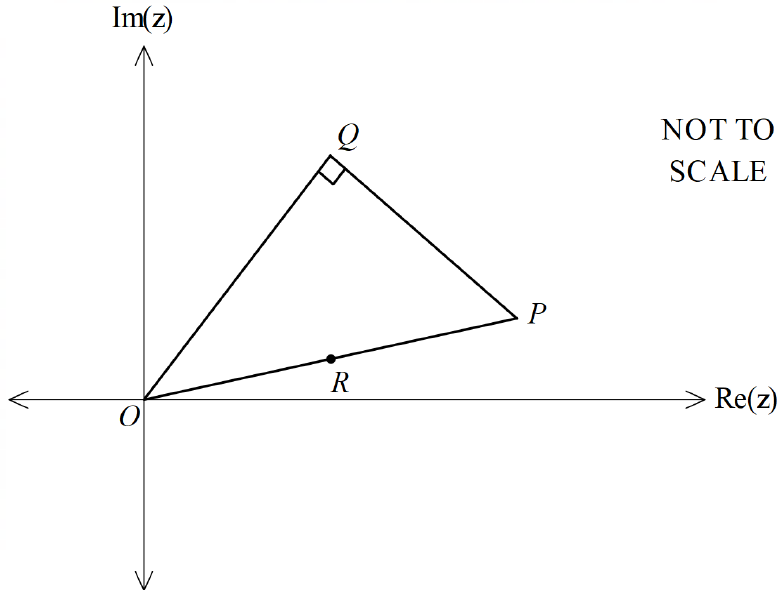 Im(z)
Q
NOT TO
SCALE
P
R
O
Re(z)